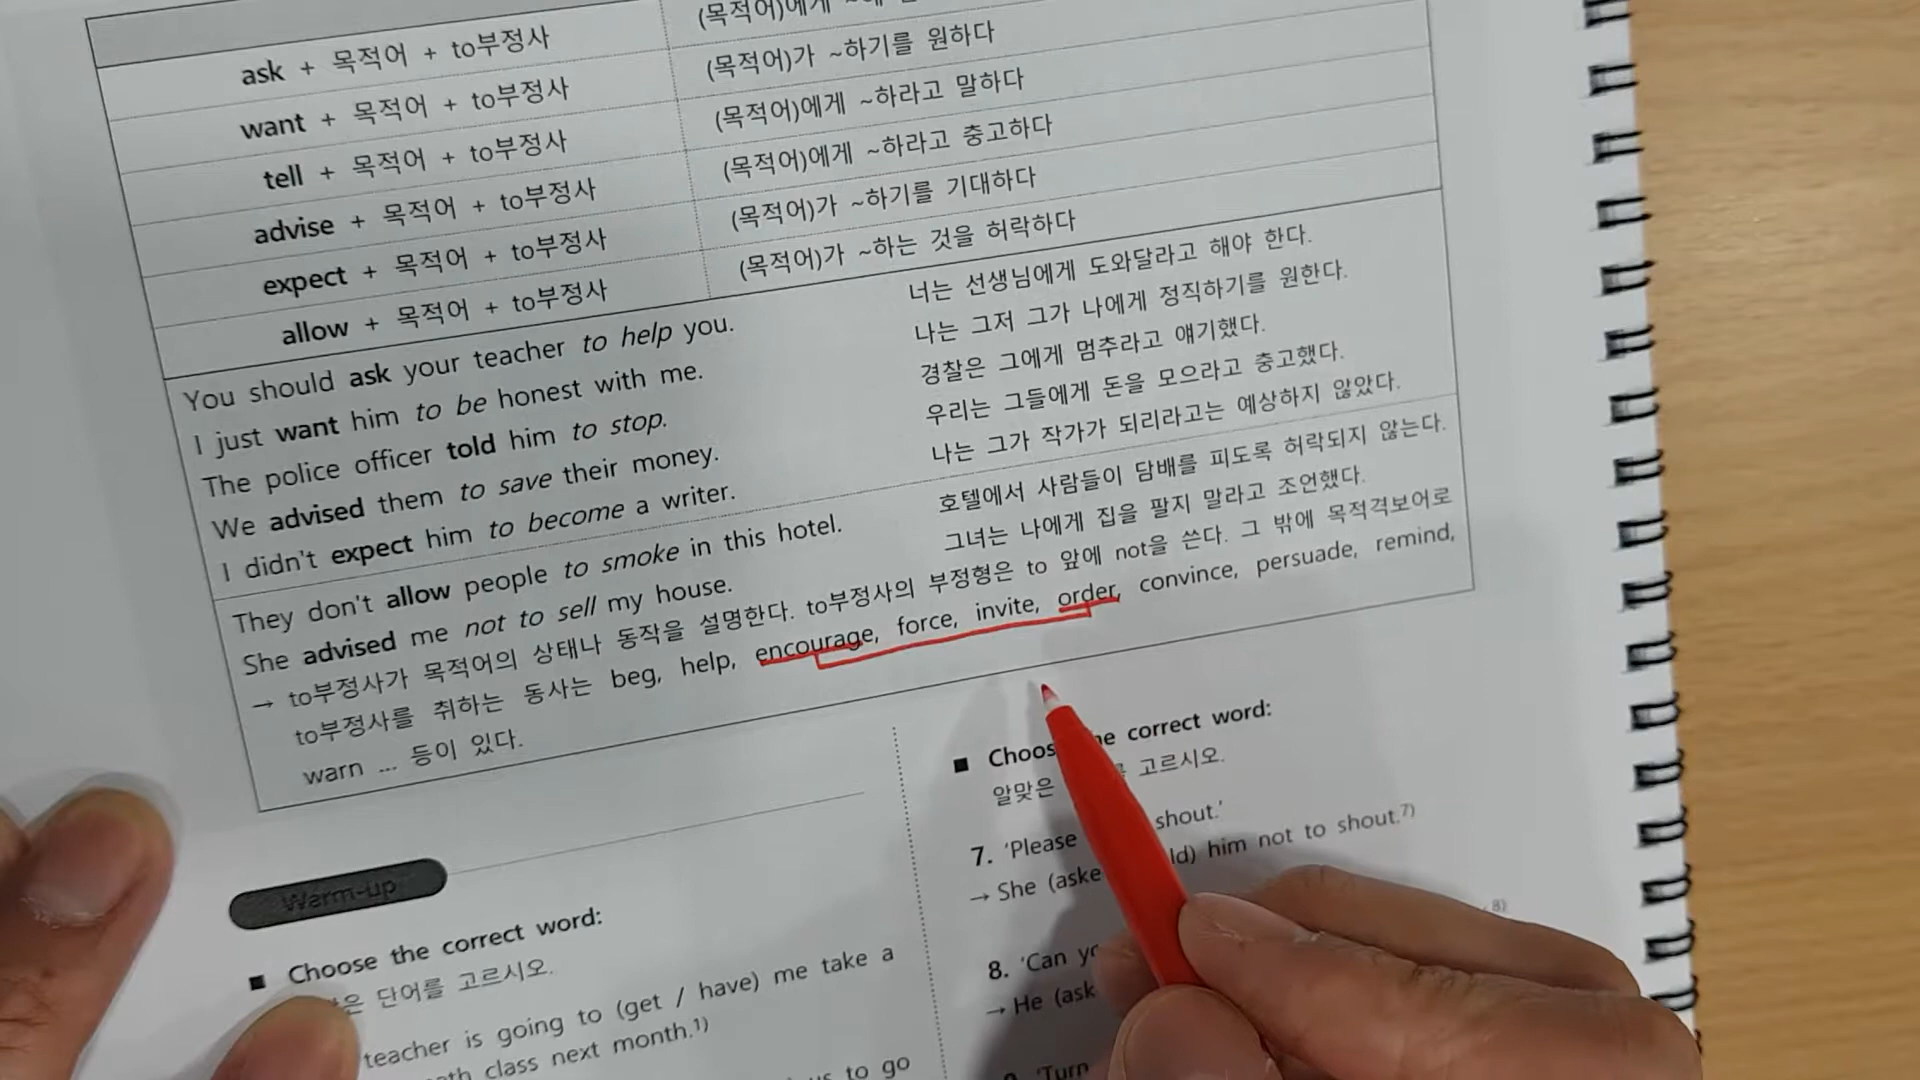 (목적어)에게
ask + 목적어 + to부정사
(목적어)가 ~하기를 원하다
want + 목적어 + to부정사
(목적어)에게 ~하라고 말하다
tell + 목적어 + to부정사
(목적어)에게 ~하라고 충고하다
advise + 목적어 + to부정사
(목적어)가 ~하기를 기대하다
expect + 목적어 + to부정사
(목적어)가 ~하는 것을 허락하다
allow + 목적어 + to부정사
You should ask your teacher to help you.
너는 선생님에게 도와달라고 해야 한다.
I just want him to be honest with me.
나는 그저 그가 나에게 정직하기를 원한다.
The police officer told him to stop.
경찰은 그에게 멈추라고 얘기했다.
We advised them to save their money.
우리는 그들에게 돈을 모으라고 충고했다.
I didn't expect him to become a writer.
나는 그가 작가가 되리라고는 예상하지 않았다.
They don't allow people to smoke in this hotel.
호텔에서 사람들이 담배를 피도록 허락되지 않는다.
She advised me not to sell my house.
그녀는 나에게 집을 팔지 말라고 조언했다.
→ to부정사가 목적어의 상태나 동작을 설명한다. to부정사의 부정형은 to 앞에 not을 쓴다. 그 밖에 목적격보어로
to부정사를 취하는 동사는 beg, help, encourage, force, invite, order, convince, persuade, remind,
warn ... 등이 있다.
Warm-up
■ Choose the correct word:
은 단어를 고르시오.
teacher is going to (get / have) me take a
class next month.1)
to go
■ Choos e correct word:
알맞은 고르시오.
7. 'Please shout.'
→ She (aske ld) him not to shout.7)
8. 'Can
8)
→ He (ask
'Turn